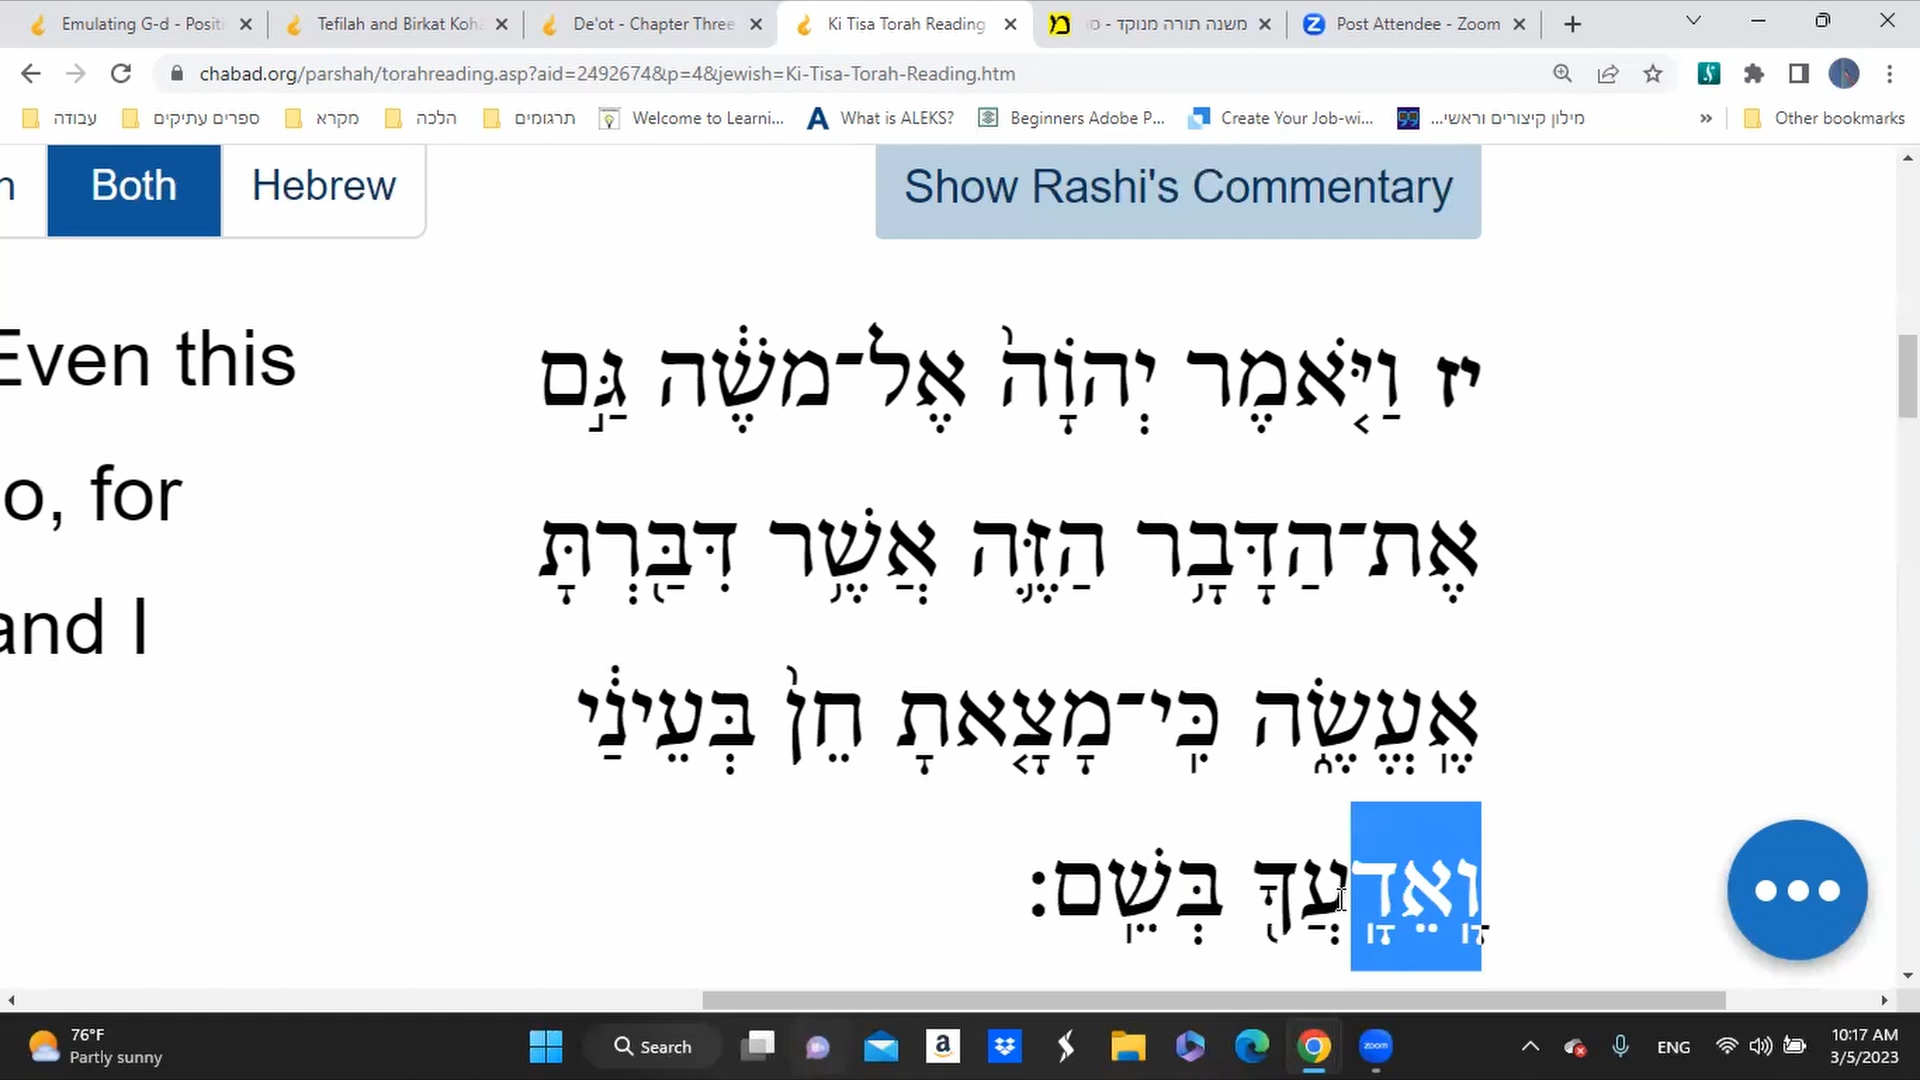 Emulating G-d - Positi
Tefilah and Birkat Koha
De'ot - Chapter Three
Ki Tisa Torah Reading
משנה תורה מנוקד - ס
Post Attendee - Zoom
chabad.org/parshah/torahreading.asp?aid=2492674&p=4&jewish=Ki-Tisa-Torah-Reading.htm
עבודה
ספרים עתיקים
מקרא
הלכה
תרגומים
Welcome to Learni...
What is ALEKS?
Beginners Adobe P...
Create Your Job-wi...
מילון קיצורים וראשי...
»
Other bookmarks
Both
Hebrew
Show Rashi's Commentary
Even this
o, for
and I
יז וַיֹּ֤אמֶר יְהֹוָה֙ אֶל־משֶׁ֔ה גַּ֣ם
אֶת־הַדָּבָ֥ר הַזֶּ֛ה אֲשֶׁ֥ר דִּבַּ֖רְתָּ
אֶֽעֱשֶׂ֑ה כִּֽי־מָצָ֤אתָ חֵן֙ בְּעֵינַ֔י
וָֽאֵדָֽעֲךָ֖ בְּשֵֽׁם:
76°F
Partly sunny
Search
zoom
ENG
10:17 AM
3/5/2023